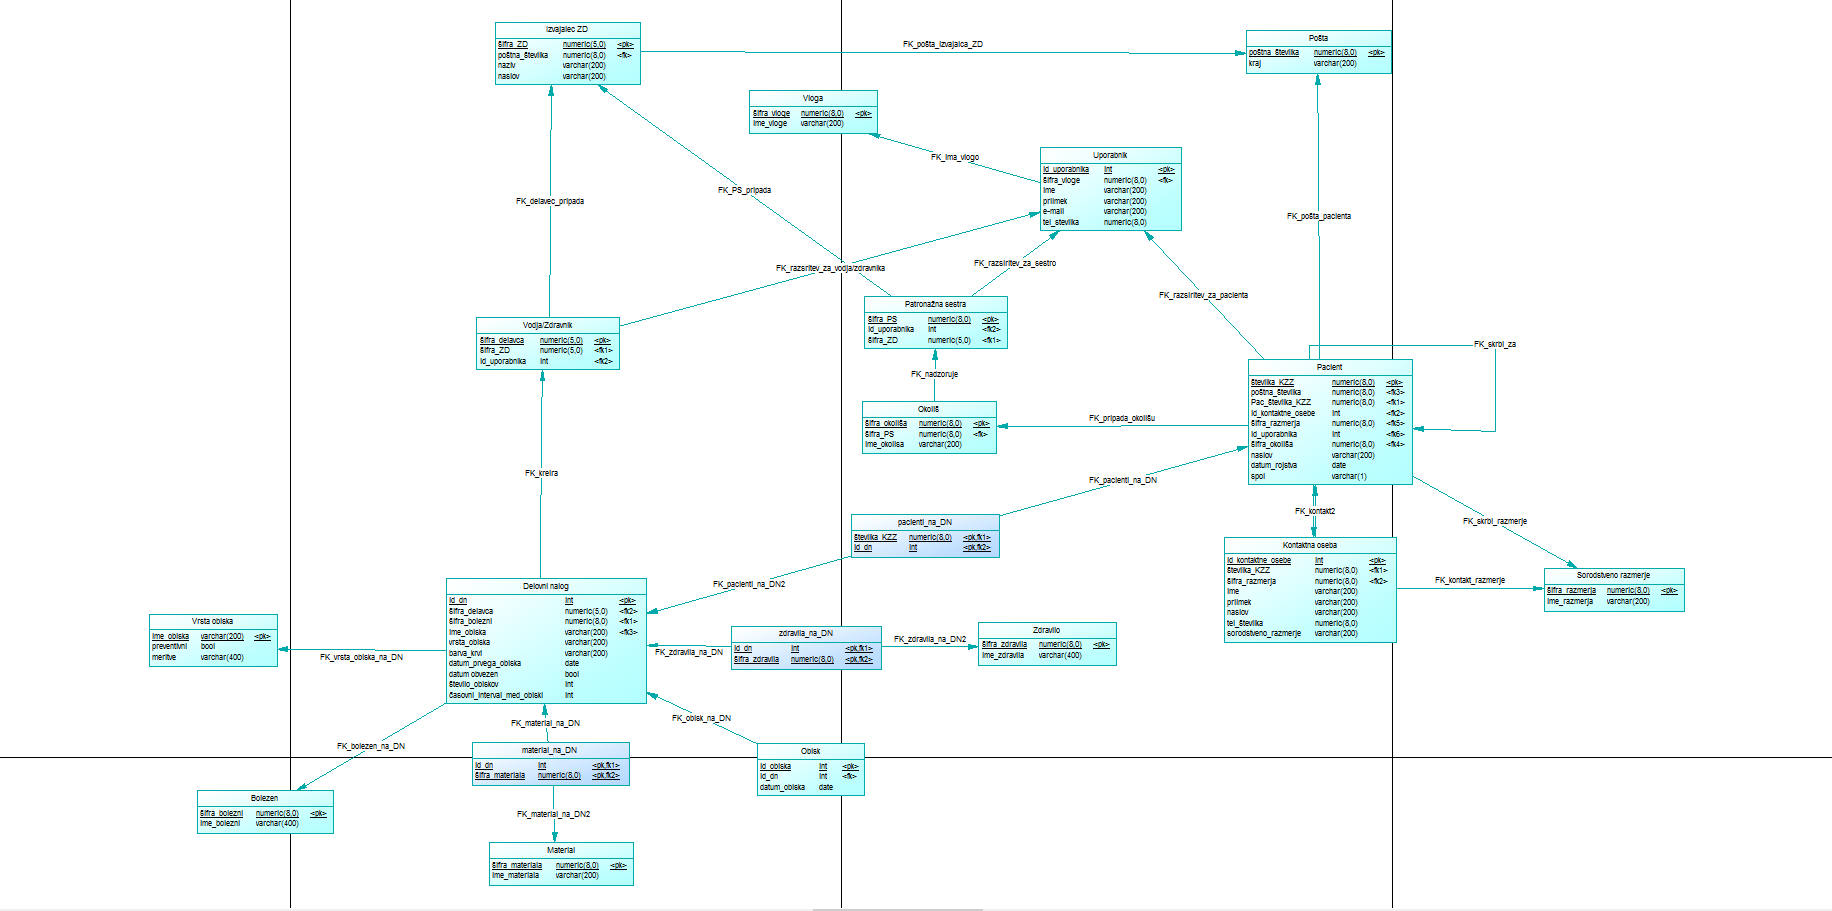 Izvajalec ZD
šifra_ZD numeric(5,0) <pk>
poštna_številka numeric(8,0) <fk>
naziv varchar(200)
naslov varchar(200)
FK_pošta_izvajalca_ZD
Pošta
poštna_številka numeric(8,0) <pk>
kraj varchar(200)
Vloga
šifra_vloge numeric(8,0) <pk>
ime_vloge varchar(200)
FK_ima_vlogo
Uporabnik
id_uporabnika int <pk>
šifra_vloge numeric(8,0) <fk>
ime varchar(200)
priimek varchar(200)
e-mail varchar(200)
tel_stevilka numeric(8,0)
FK_PS_pripada
FK_delavec_pripada
FK_pošta_pacienta
FK_razsritev_za_vodja/zdravnika
FK_razsiritev_za_sestro
FK_razsiritev_za_pacienta
Patronažna sestra
šifra_PS numeric(8,0) <pk>
id_uporabnika int <fk2>
šifra_ZD numeric(5,0) <fk1>
Vodja/Zdravnik
šifra_delavca numeric(5,0) <pk>
šifra_ZD numeric(5,0) <fk1>
id_uporabnika int <fk2>
FK_skrbi_za
FK_nadzoruje
Pacient
številka_KZZ numeric(8,0) <pk>
poštna_številka numeric(8,0) <fk3>
Pac_številka_KZZ numeric(8,0) <fk1>
id_kontaktne_osebe int <fk2>
šifra_razmerja numeric(8,0) <fk5>
id_uporabnika int <fk6>
šifra_okoliša numeric(8,0) <fk4>
naslov varchar(200)
datum_rojstva date
spol varchar(1)
Okoliš
šifra_okoliša numeric(8,0) <pk>
šifra_PS numeric(8,0) <fk>
ime_okolisa varchar(200)
FK_pripada_okolišu
FK_kreira
FK_pacienti_na_DN
FK_kontakt2
FK_skrbi_razmerje
pacienti_na_DN
številka_KZZ numeric(8,0) <pk,fk1>
id_dn int <pk,fk2>
Kontaktna oseba
id_kontaktne_osebe int <pk>
številka_KZZ numeric(8,0) <fk1>
šifra_razmerja numeric(8,0) <fk2>
ime varchar(200)
priimek varchar(200)
naslov varchar(200)
tel_številka numeric(8,0)
sorodstveno_razmerje varchar(200)
FK_kontakt_razmerje
Sorodstveno razmerje
šifra_razmerja numeric(8,0) <pk>
ime_razmerja varchar(200)
FK_pacienti_na_DN2
Delovni nalog
id_dn int <pk>
šifra_delavca numeric(5,0) <fk2>
šifra_bolezni numeric(8,0) <fk1>
ime_obiska varchar(200) <fk3>
vrsta_obiska varchar(200)
barva_krvi varchar(200)
datum_prvega_obiska date
datum obvezen bool
število_obiskov int
časovni_interval_med_obiski int
Vrsta obiska
ime_obiska varchar(200) <pk>
preventivni bool
meritve varchar(400)
FK_vrsta_obiska_na_DN
FK_zdravila_na_DN
zdravila_na_DN
id_dn int <pk,fk1>
šifra_zdravila numeric(8,0) <pk,fk2>
FK_zdravila_na_DN2
Zdravilo
šifra_zdravila numeric(8,0) <pk>
ime_zdravila varchar(400)
FK_material_na_DN
FK_obisk_na_DN
FK_bolezen_na_DN
material_na_DN
id_dn int <pk,fk1>
šifra_materiala numeric(8,0) <pk,fk2>
Obisk
id_obiska int <pk>
id_dn int <fk>
datum_obiska date
Bolezen
šifra_bolezni numeric(8,0) <pk>
ime_bolezni varchar(400)
FK_material_na_DN2
Material
šifra_materiala numeric(8,0) <pk>
ime_materiala varchar(200)